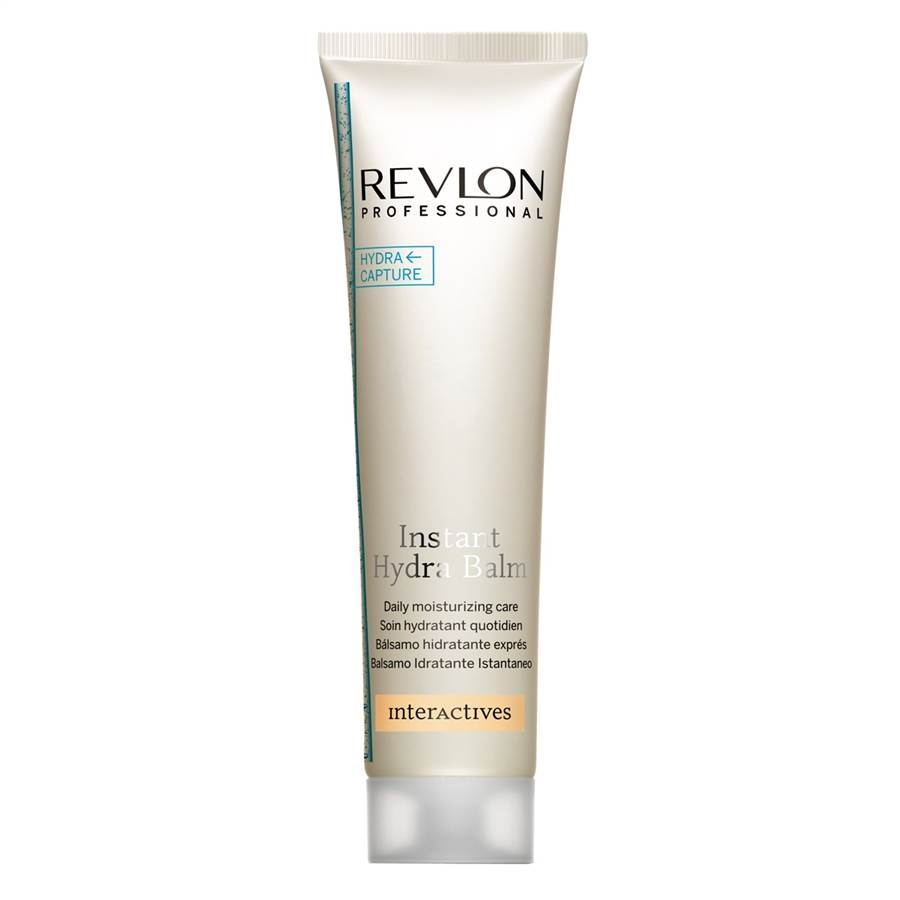 REVLON
PROFESSIONAL
HYDRA←
CAPTURE
Instant
Hydra Balm
Daily moisturizing care
Soin hydratant quotidien
Bálsamo hidratante exprés
Balsamo Idratante Istantaneo
interactives